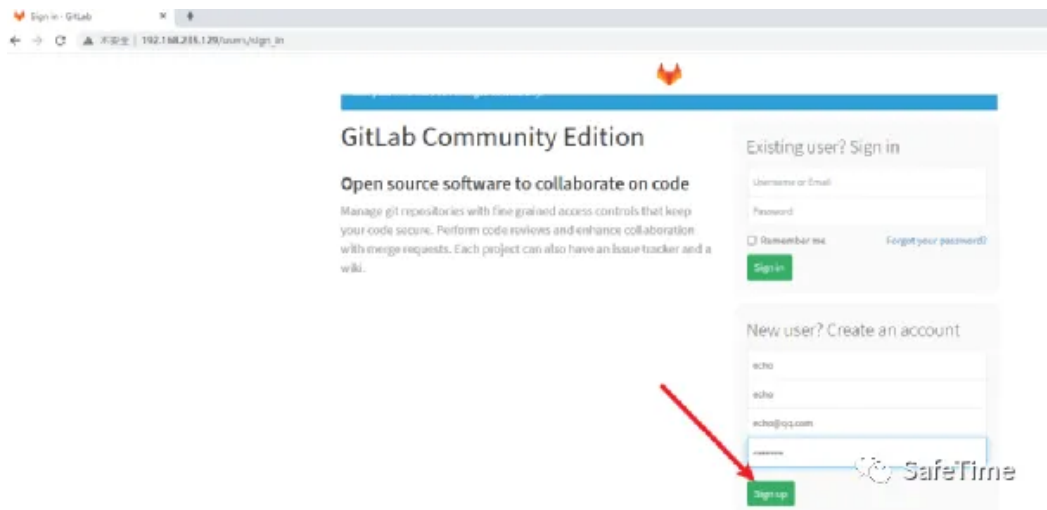 Sign in · GitLab
不安全 | 192.168.215.129/users/sign_in
GitLab Community Edition
Existing user? Sign in
Open source software to collaborate on code
Username or Email
Manage git repositories with fine grained access controls that keep
Password
your code secure. Perform code reviews and enhance collaboration
Remember me
Forgot your password?
with merge requests. Each project can also have an issue tracker and a
wiki.
Sign in
New user? Create an account
echo
echo
echo@qq.com
SafeTime
Sign up